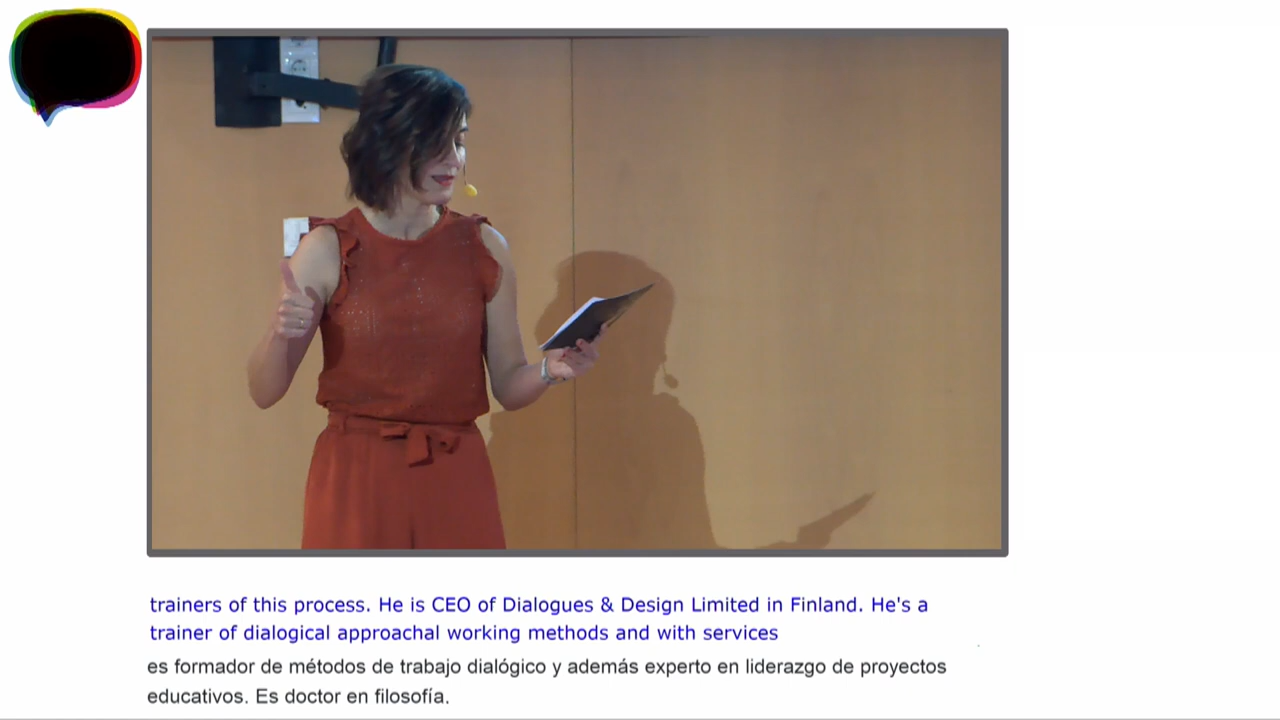 trainers of this process. He is CEO of Dialogues & Design Limited in Finland. He's a
trainer of dialogical approachal working methods and with services
es formador de métodos de trabajo dialógico y además experto en liderazgo de proyectos
educativos. Es doctor en filosofía.